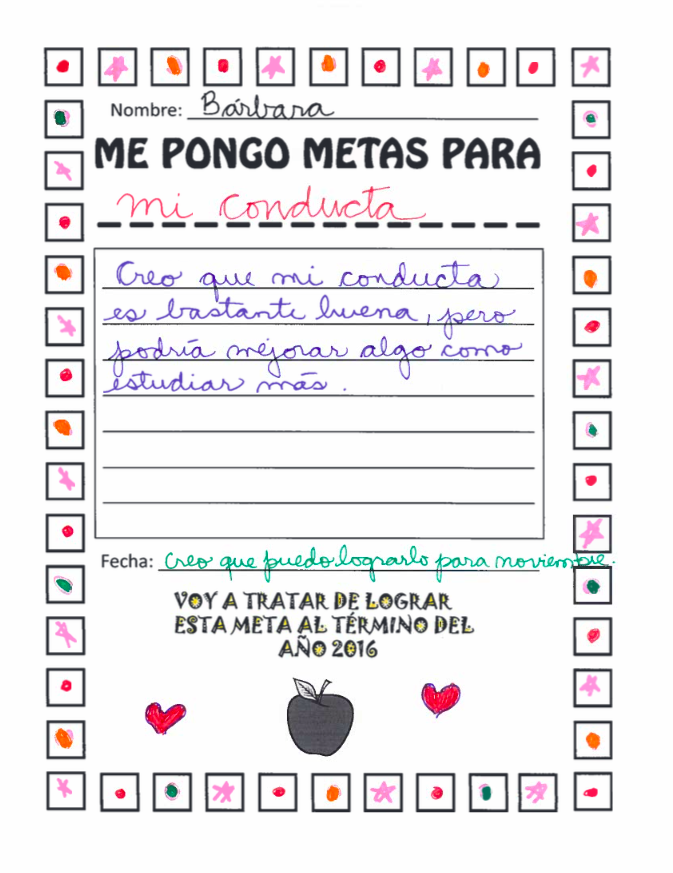 Nombre: Bárbara
ME PONGO METAS PARA
mi conducta
Creo que mi conducta
es bastante buena, pero
podría mejorar algo como
estudiar más.
Fecha: Creo que puedo lograrlo para noviembre.
VOY A TRATAR DE LOGRAR
ESTA META AL TÉRMINO DEL
AÑO 2016